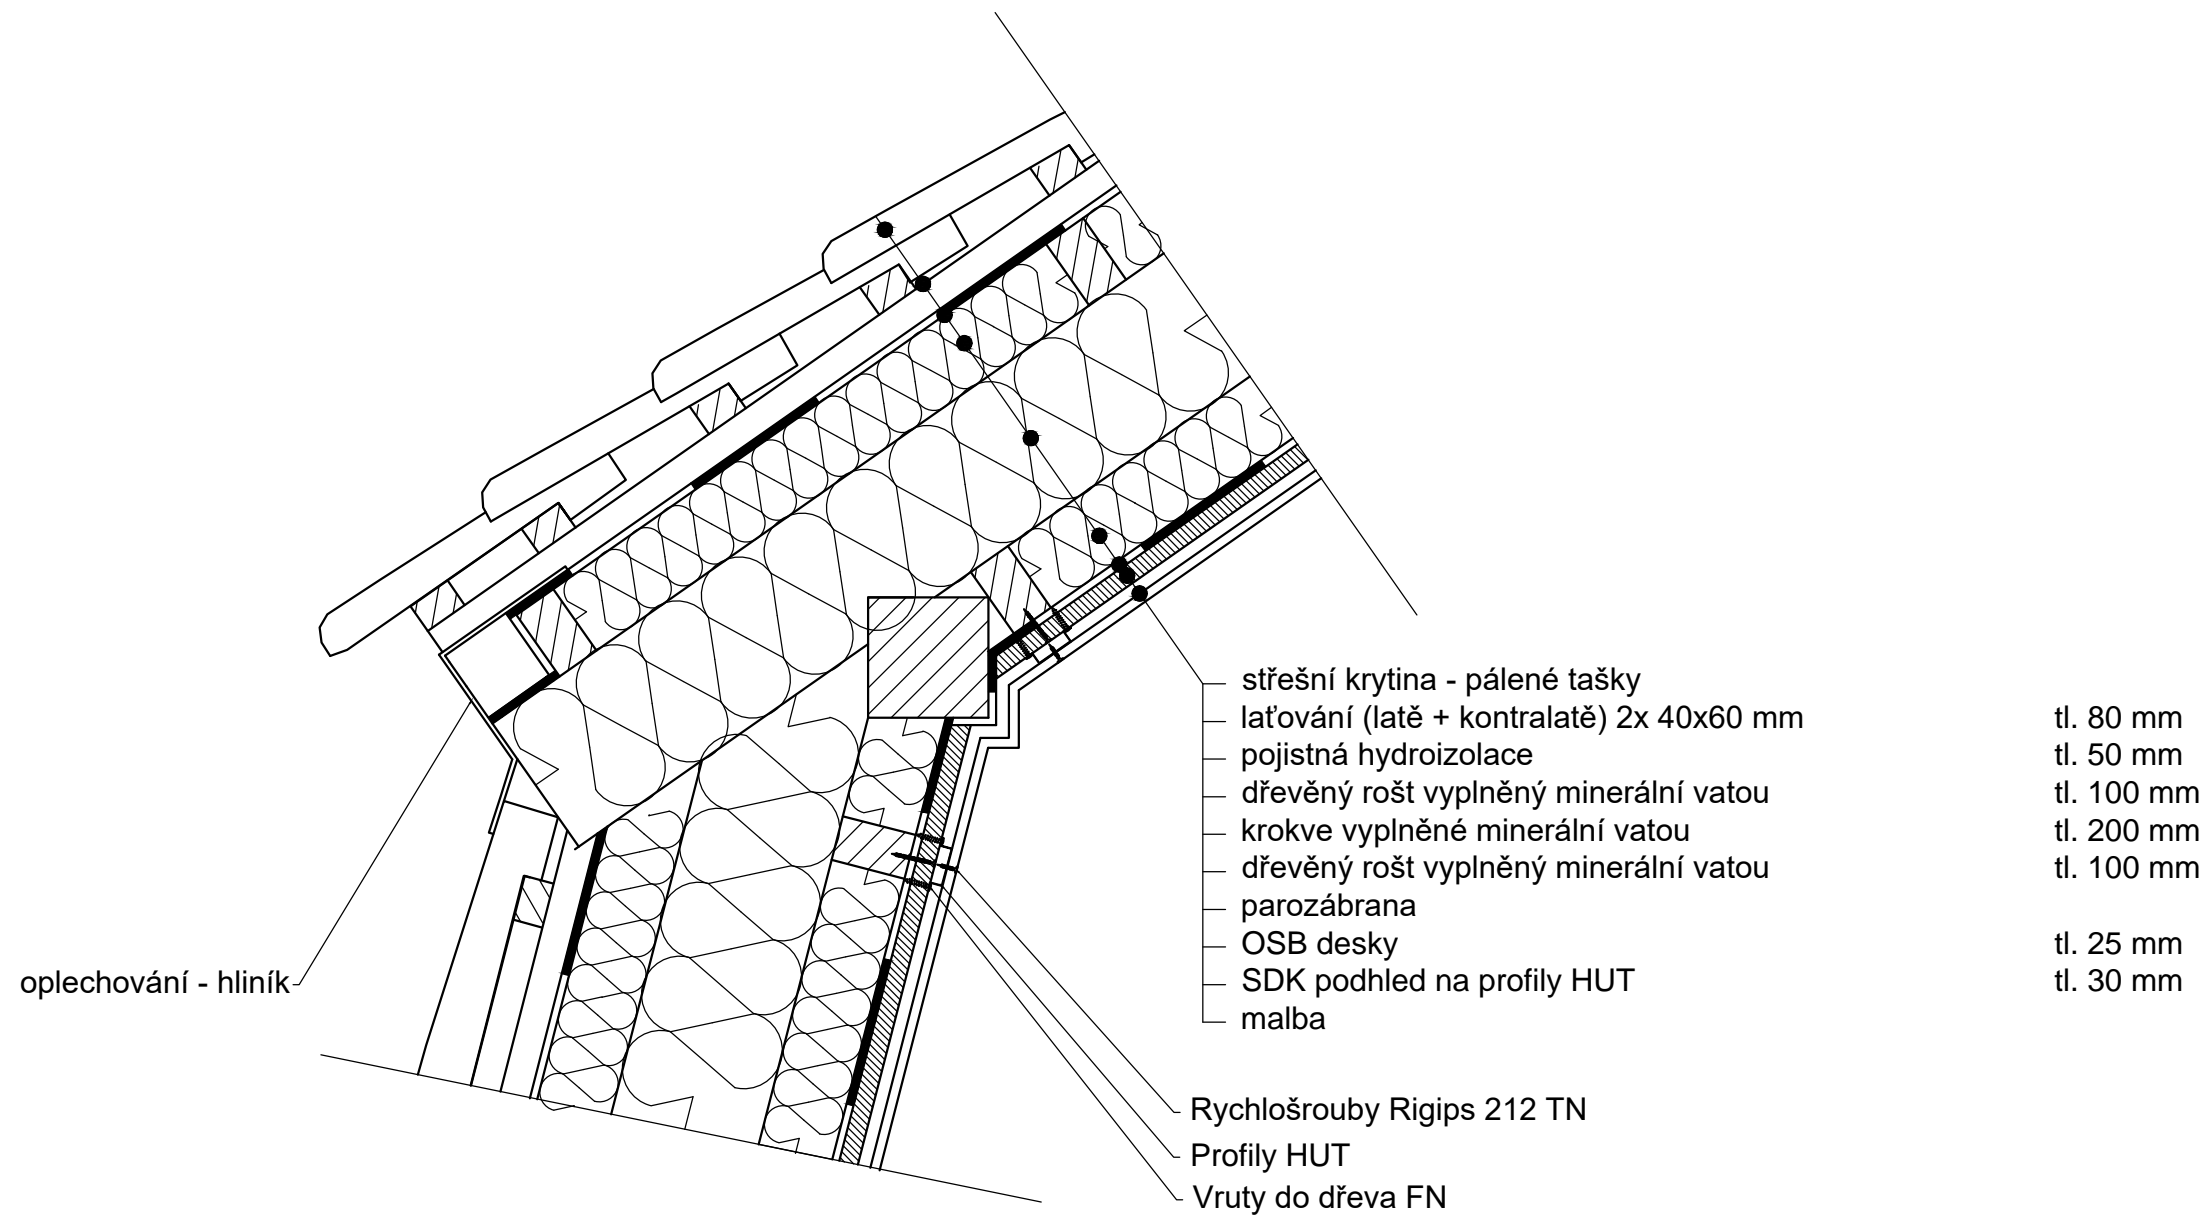 střešní krytina - pálené tašky
laťování (latě + kontralatě) 2x 40x60 mm tl. 80 mm
pojistná hydroizolace tl. 50 mm
dřevěný rošt vyplněný minerální vatou tl. 100 mm
krokve vyplněné minerální vatou tl. 200 mm
dřevěný rošt vyplněný minerální vatou tl. 100 mm
parozábrana
OSB desky tl. 25 mm
SDK podhled na profily HUT tl. 30 mm
malba
oplechování - hliník
Rychlošrouby Rigips 212 TN
Profily HUT
Vruty do dřeva FN